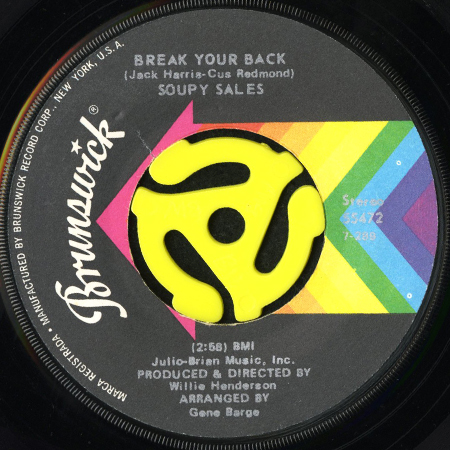 BREAK YOUR BACK
(Jack Harris-Cus Redmond)
SOUPY SALES
Brunswick®
MARCA REGISTRADA • MANUFACTURED BY BRUNSWICK RECORD CORP., NEW YORK, U.S.A.
Stereo
55472
7-289
(2:58) BMI
Julio-Brian Music, Inc.
PRODUCED & DIRECTED BY
Willie Henderson
ARRANGED BY
Gene Barge